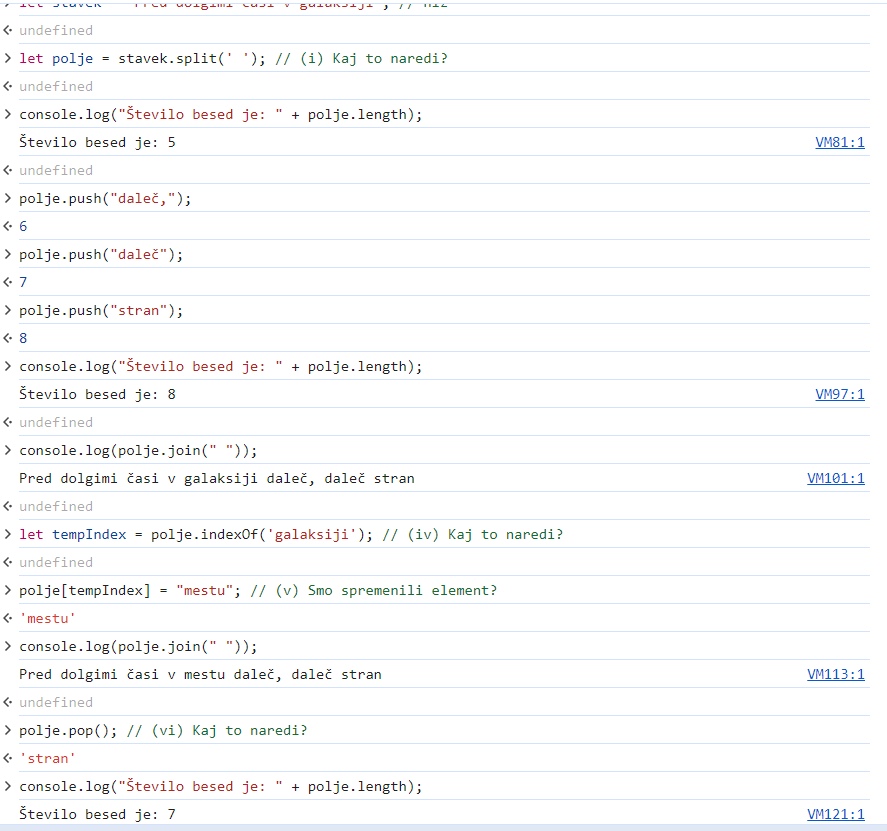 > let stavek = "Pred dolgimi časi v galaksiji"; // niz
<· undefined
> let polje = stavek.split(' '); // (i) Kaj to naredi?
<· undefined
> console.log("Število besed je: " + polje.length);
Število besed je: 5 VM81:1
<· undefined
> polje.push("daleč,");
<· 6
> polje.push("daleč");
<· 7
> polje.push("stran");
<· 8
> console.log("Število besed je: " + polje.length);
Število besed je: 8 VM97:1
<· undefined
> console.log(polje.join(" "));
Pred dolgimi časi v galaksiji daleč, daleč stran VM101:1
<· undefined
> let tempIndex = polje.indexOf('galaksiji'); // (iv) Kaj to naredi?
<· undefined
> polje[tempIndex] = "mestu"; // (v) Smo spremenili element?
<· 'mestu'
> console.log(polje.join(" "));
Pred dolgimi časi v mestu daleč, daleč stran VM113:1
<· undefined
> polje.pop(); // (vi) Kaj to naredi?
<· 'stran'
> console.log("Število besed je: " + polje.length);
Število besed je: 7 VM121:1